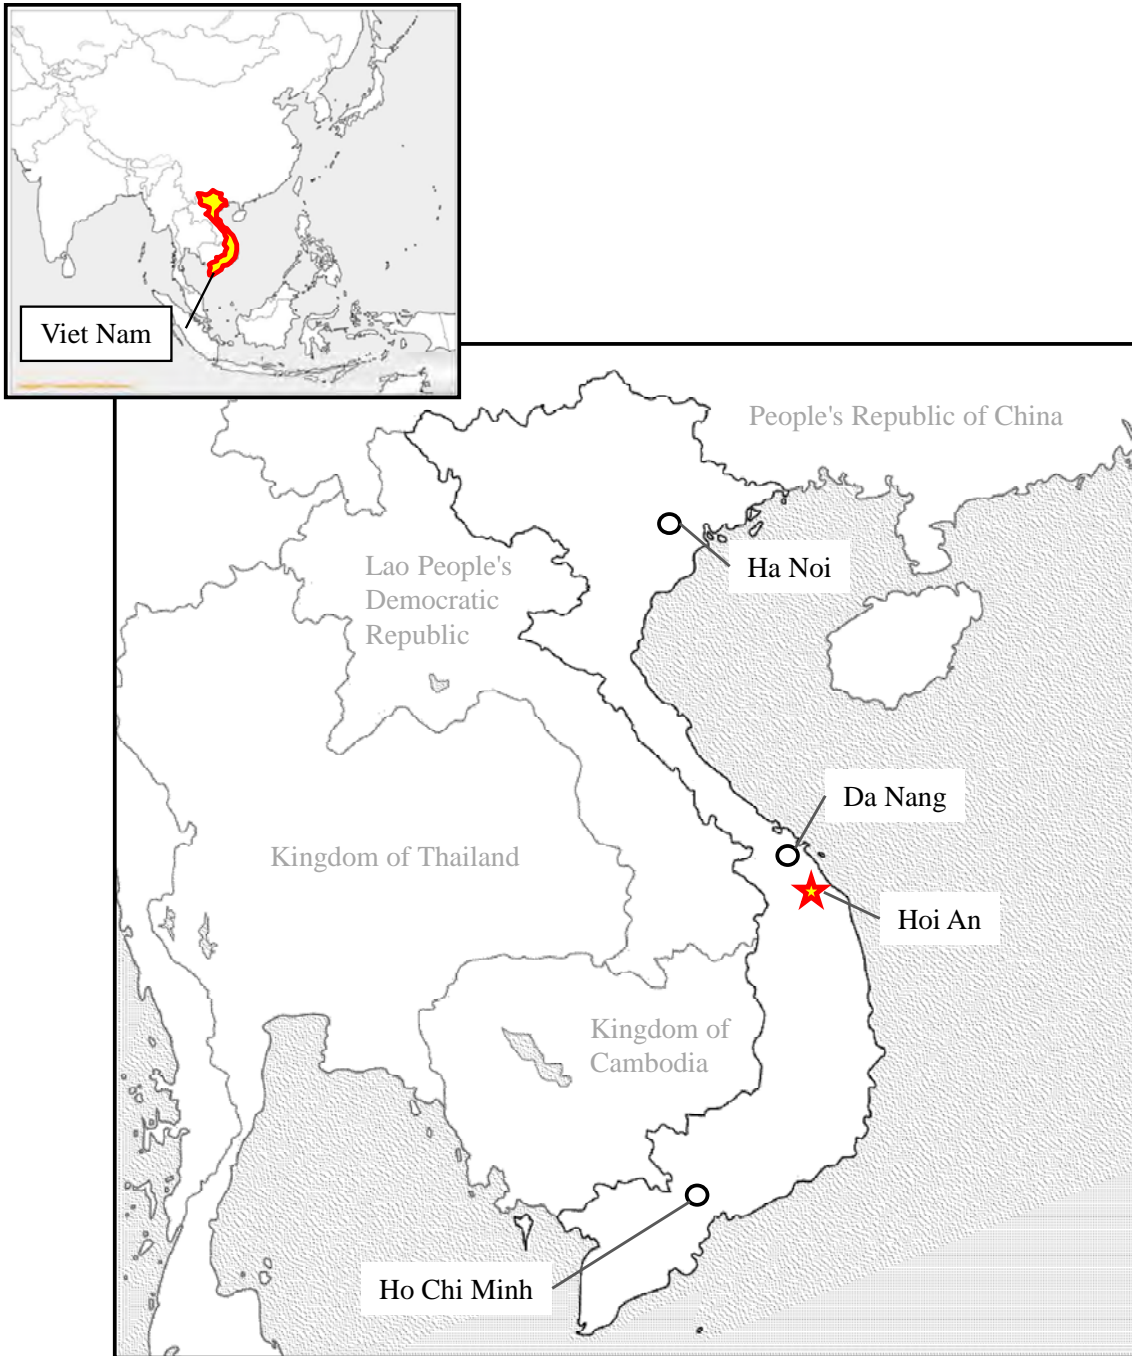 Viet Nam
People's Republic of China
Ha Noi
Lao People's
Democratic
Republic
Da Nang
Kingdom of Thailand
Hoi An
Kingdom of
Cambodia
Ho Chi Minh